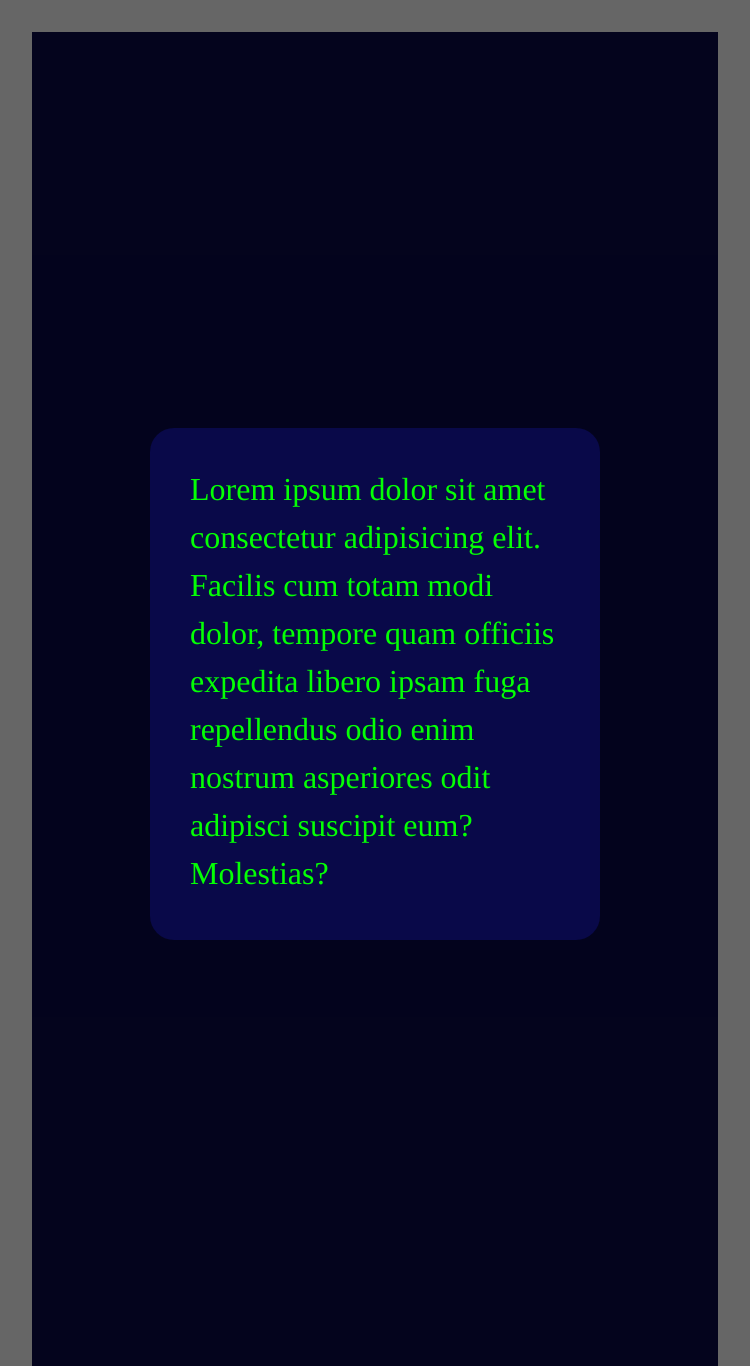 Lorem ipsum dolor sit amet
consectetur adipisicing elit.
Facilis cum totam modi
dolor, tempore quam officiis
expedita libero ipsam fuga
repellendus odio enim
nostrum asperiores odit
adipisci suscipit eum?
Molestias?